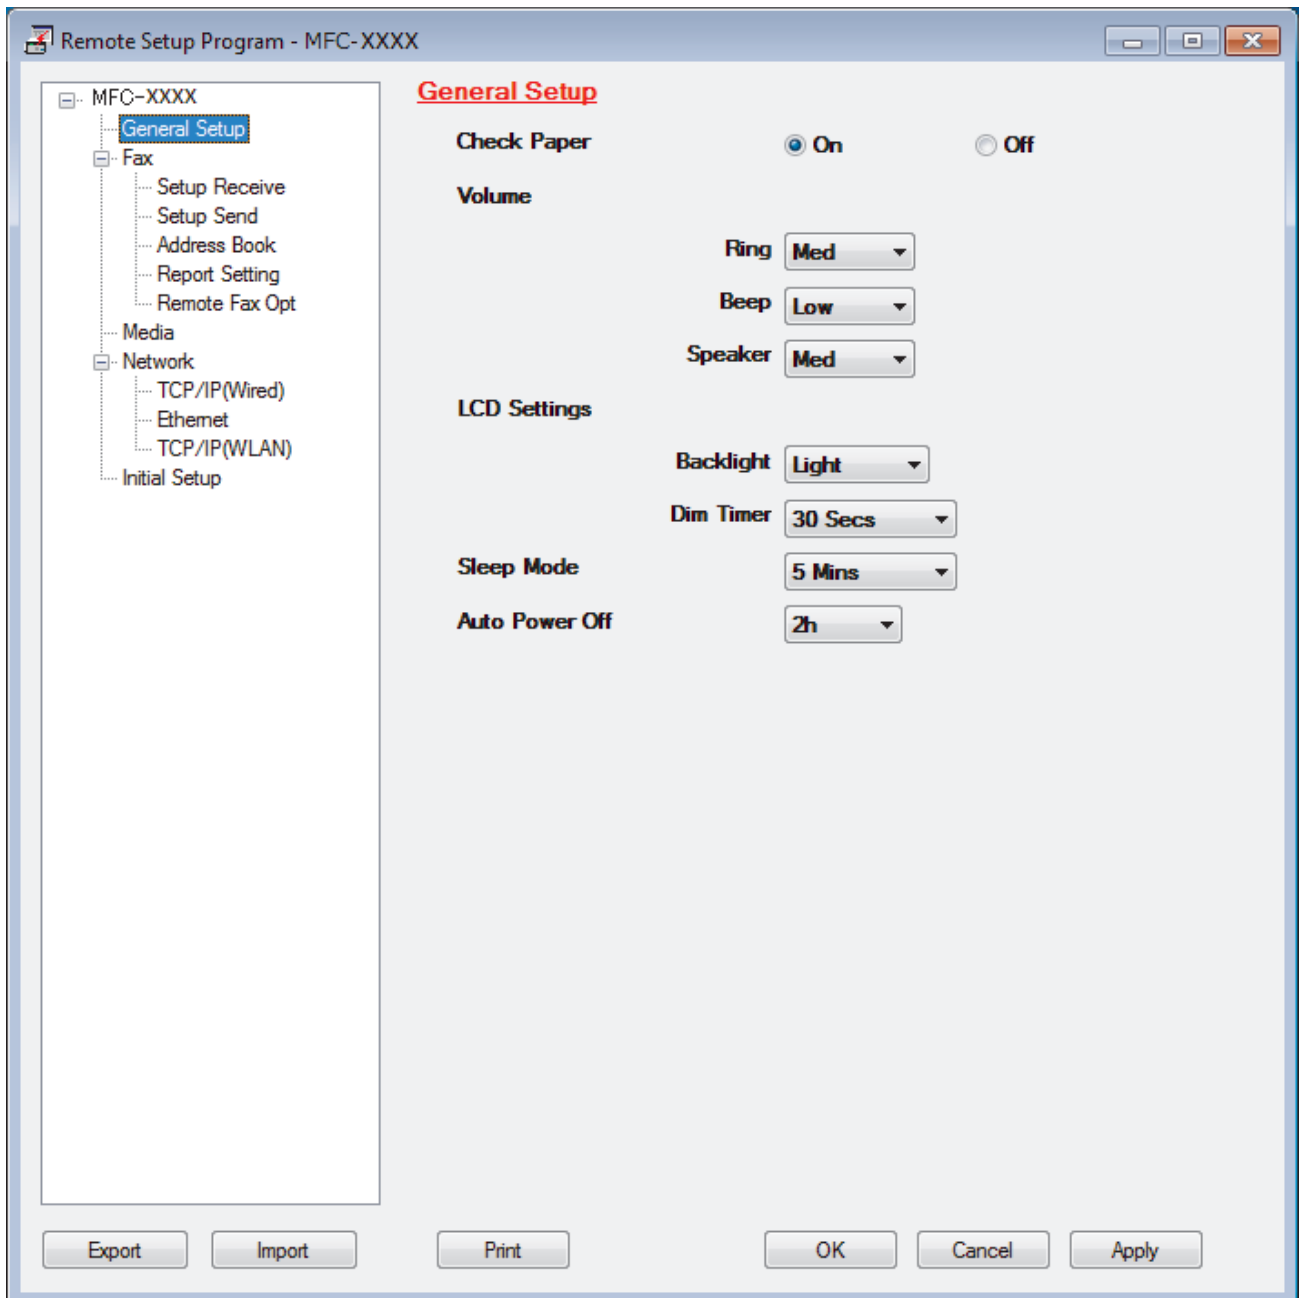 Remote Setup Program - MFC-XXXX
MFC-XXXX
General Setup
Fax
Setup Receive
Setup Send
Address Book
Report Setting
Remote Fax Opt
Media
Network
TCP/IP(Wired)
Ethernet
TCP/IP(WLAN)
Initial Setup
General Setup
Check Paper On Off
Volume
Ring Med
Beep Low
Speaker Med
LCD Settings
Backlight Light
Dim Timer 30 Secs
Sleep Mode 5 Mins
Auto Power Off 2h
Export Import Print OK Cancel Apply